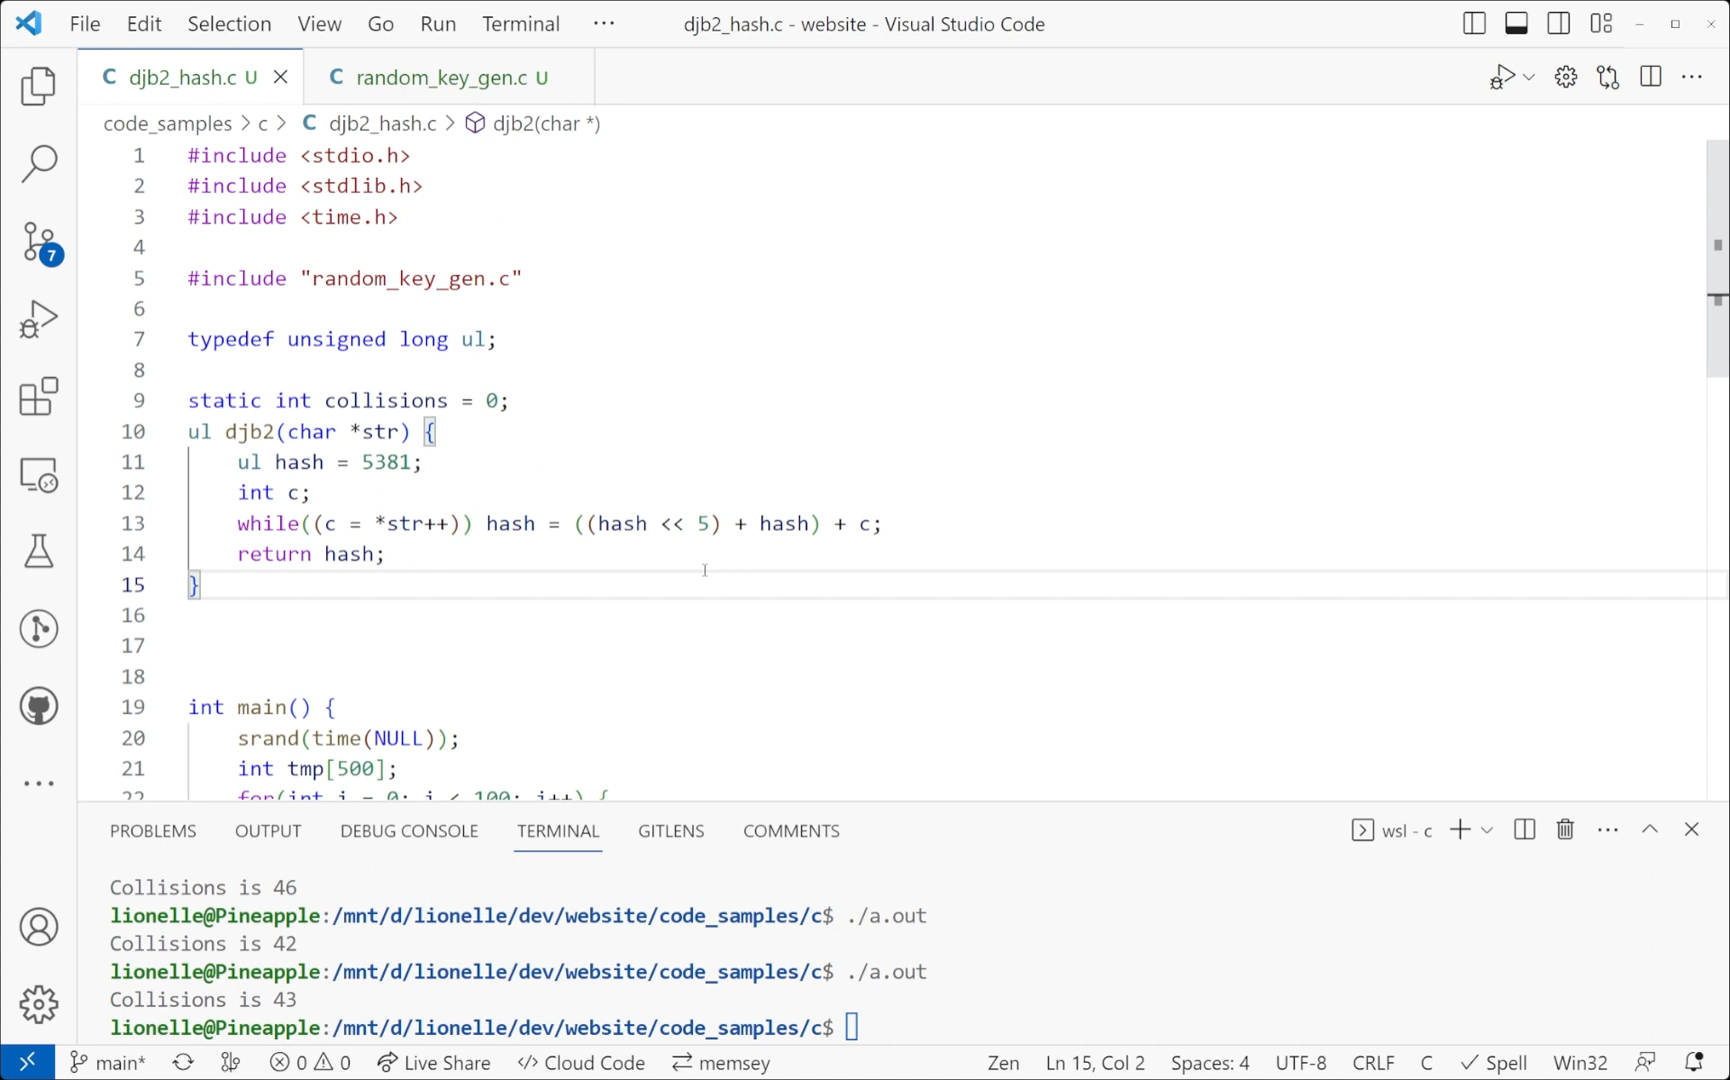 File Edit Selection View Go Run Terminal ··· djb2_hash.c - website - Visual Studio Code
C djb2_hash.c U C random_key_gen.c U
code_samples > c > C djb2_hash.c > djb2(char *)
1 #include <stdio.h>
2 #include <stdlib.h>
3 #include <time.h>
4
5 #include "random_key_gen.c"
6
7 typedef unsigned long ul;
8
9 static int collisions = 0;
10 ul djb2(char *str) {
11 ul hash = 5381;
12 int c;
13 while((c = *str++)) hash = ((hash << 5) + hash) + c;
14 return hash;
15 }
16
17
18
19 int main() {
20 srand(time(NULL));
21 int tmp[500];
22 for(int i = 0; i < 100; i++) {
7
PROBLEMS OUTPUT DEBUG CONSOLE TERMINAL GITLENS COMMENTS wsl - c
Collisions is 46
lionelle@Pineapple:/mnt/d/lionelle/dev/website/code_samples/c$ ./a.out
Collisions is 42
lionelle@Pineapple:/mnt/d/lionelle/dev/website/code_samples/c$ ./a.out
Collisions is 43
lionelle@Pineapple:/mnt/d/lionelle/dev/website/code_samples/c$
main* 0 0 Live Share Cloud Code memsey Zen Ln 15, Col 2 Spaces: 4 UTF-8 CRLF C Spell Win32